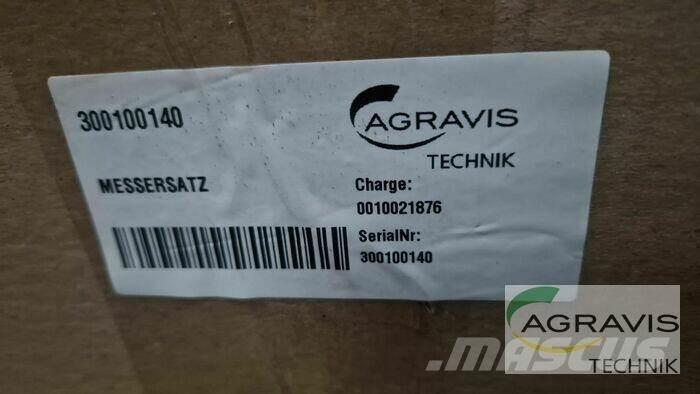 300100140
AGRAVIS
TECHNIK
MESSERSATZ
Charge:
0010021876
SerialNr:
300100140
AGRAVIS
TECHNIK
MASCUS